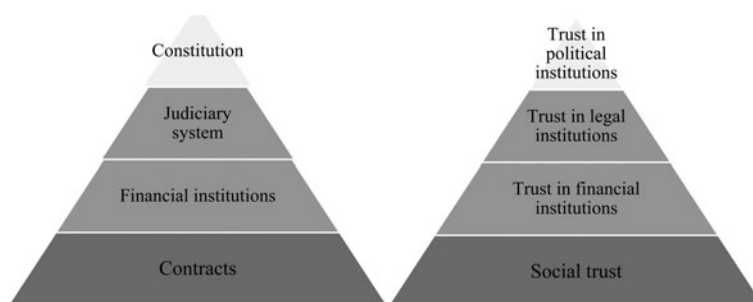 Constitution
Judiciary
system
Financial institutions
Contracts
Trust in
political
institutions
Trust in legal
institutions
Trust in financial
institutions
Social trust